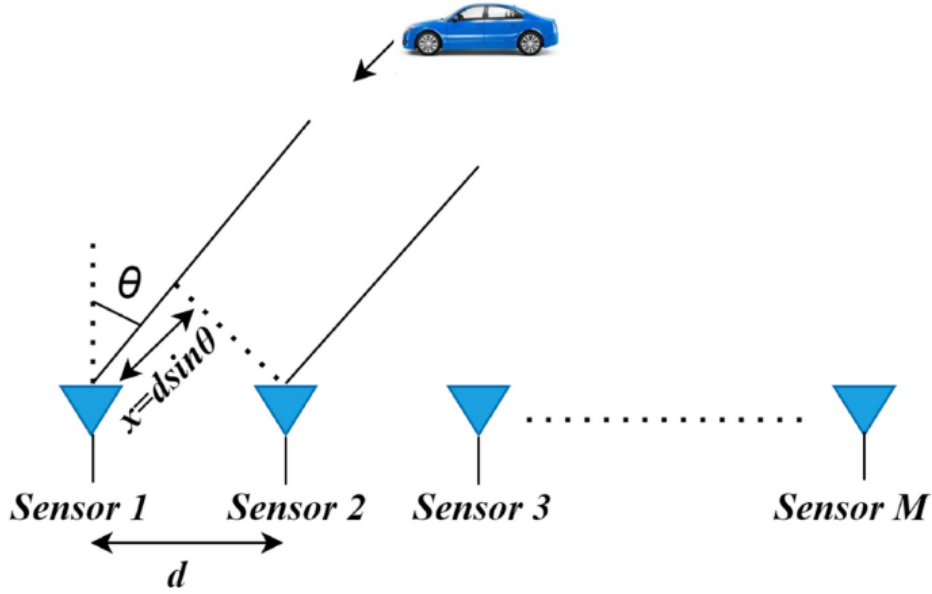 θ
x=dsinθ
Sensor 1
Sensor 2
Sensor 3
Sensor M
d